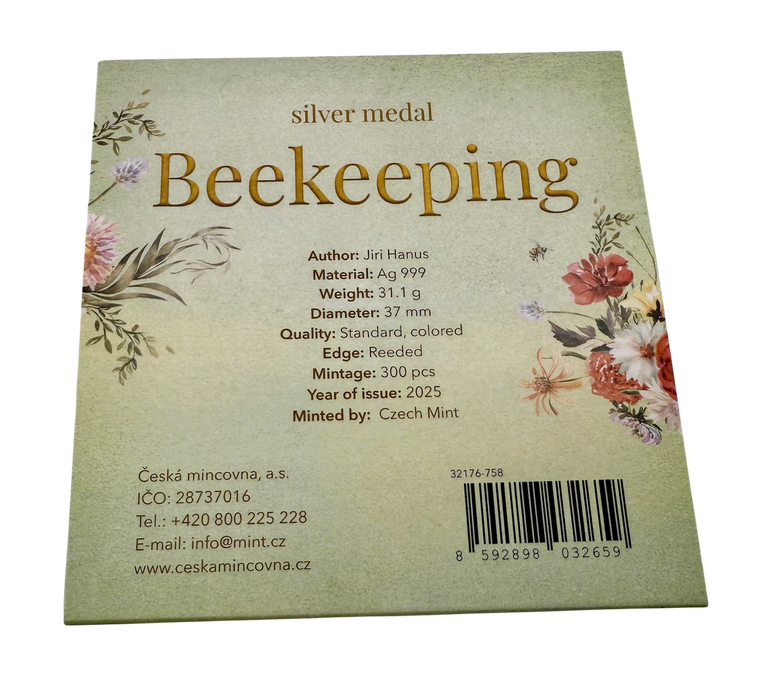 silver medal
Beekeeping
Author: Jiri Hanus
Material: Ag 999
Weight: 31.1 g
Diameter: 37 mm
Quality: Standard, colored
Edge: Reeded
Mintage: 300 pcs
Year of issue: 2025
Minted by: Czech Mint
Česká mincovna, a.s.
IČO: 28737016
Tel.: +420 800 225 228
E-mail: info@mint.cz
www.ceskamincovna.cz
32176-758
8 592898 032659